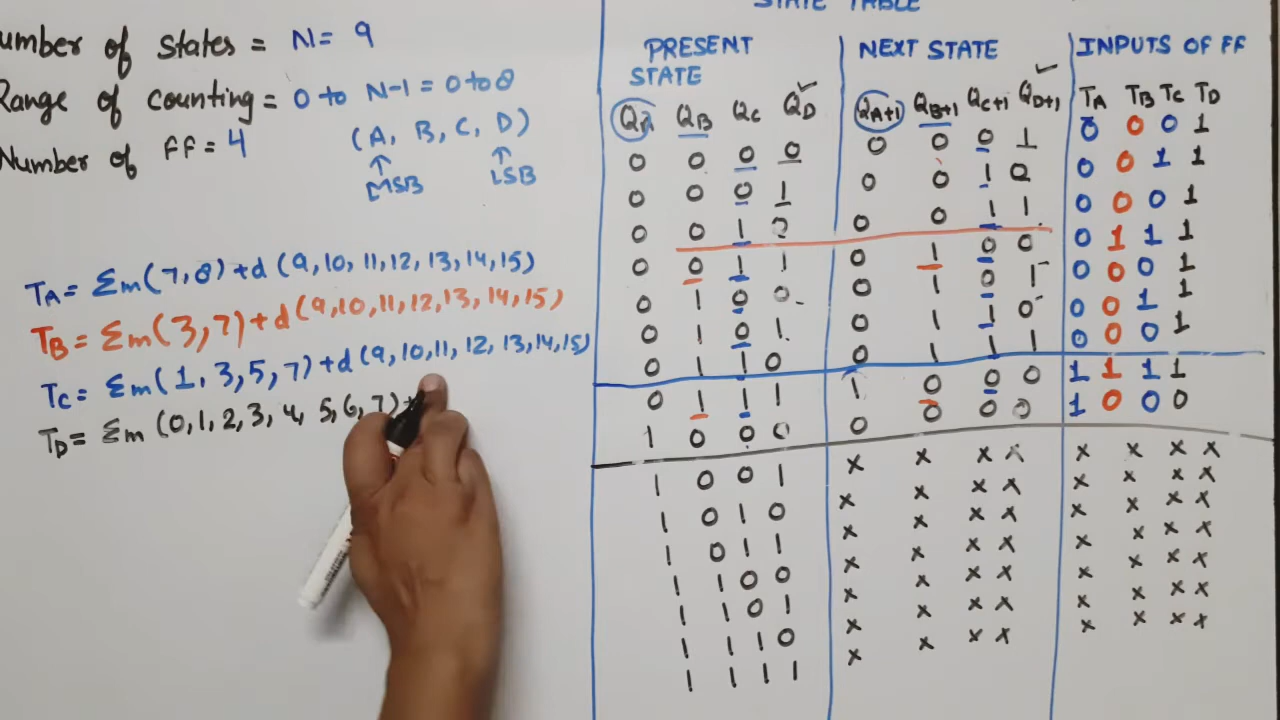 umber of states = N= 9
Range of counting = 0 to N-1 = 0 to 8
Number of FF = 4 (A, B, C, D)
↑ ↑
MSB LSB
TA = Σm(7,8)+d(9,10,11,12,13,14,15)
TB = Σm(3,7)+d(9,10,11,12,13,14,15)
TC = Σm(1,3,5,7)+d(9,10,11,12,13,14,15)
TD = Σm(0,1,2,3,4,5,6,7)+
STATE TABLE
PRESENT STATE NEXT STATE INPUTS OF FF
QA QB QC QD ✓ QA+1 QB+1 QC+1 QD+1 ✓ TA TB TC TD
0 0 0 0 0 0 0 1 0 0 0 1
0 0 0 1 0 0 1 0 0 0 1 1
0 0 1 0 0 0 1 1 0 0 0 1
0 0 1 1 0 1 0 0 0 1 1 1
0 1 0 0 0 1 0 1 0 0 0 1
0 1 0 1 0 1 1 0 0 0 1 1
0 1 1 0 0 1 1 1 0 0 0 1
0 1 1 1 1 0 0 0 1 1 1 1
1 0 0 0 0 0 0 0 1 0 0 0
1 0 0 1 x x x x x x x x
1 0 1 0 x x x x x x x x
1 0 1 1 x x x x x x x x
1 1 0 0 x x x x x x x x
1 1 0 1 x x x x x x x x
1 1 1 0 x x x x x x x x
1 1 1 1 x x x x x x x x